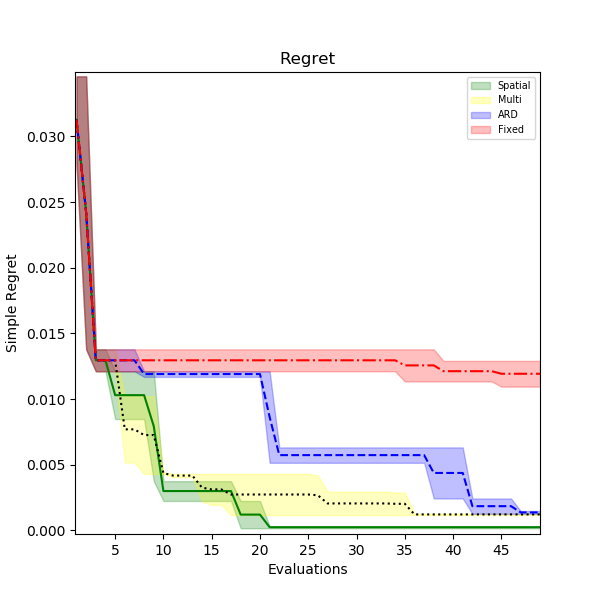 Regret
Spatial
Multi
ARD
Fixed
Simple Regret
0.030
0.025
0.020
0.015
0.010
0.005
0.000
5 10 15 20 25 30 35 40 45
Evaluations